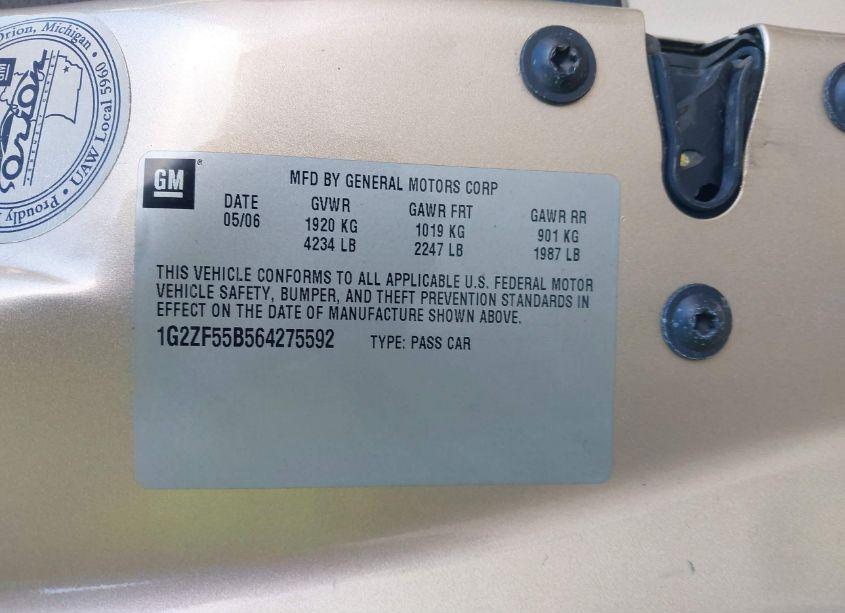 Orion, Michigan •
GM
Orion
Proudly
• UAW Local 5960
GM
MFD BY GENERAL MOTORS CORP
DATE GVWR GAWR FRT GAWR RR
05/06 1920 KG 1019 KG 901 KG
4234 LB 2247 LB 1987 LB
THIS VEHICLE CONFORMS TO ALL APPLICABLE U.S. FEDERAL MOTOR
VEHICLE SAFETY, BUMPER, AND THEFT PREVENTION STANDARDS IN
EFFECT ON THE DATE OF MANUFACTURE SHOWN ABOVE.
1G2ZF55B564275592 TYPE: PASS CAR